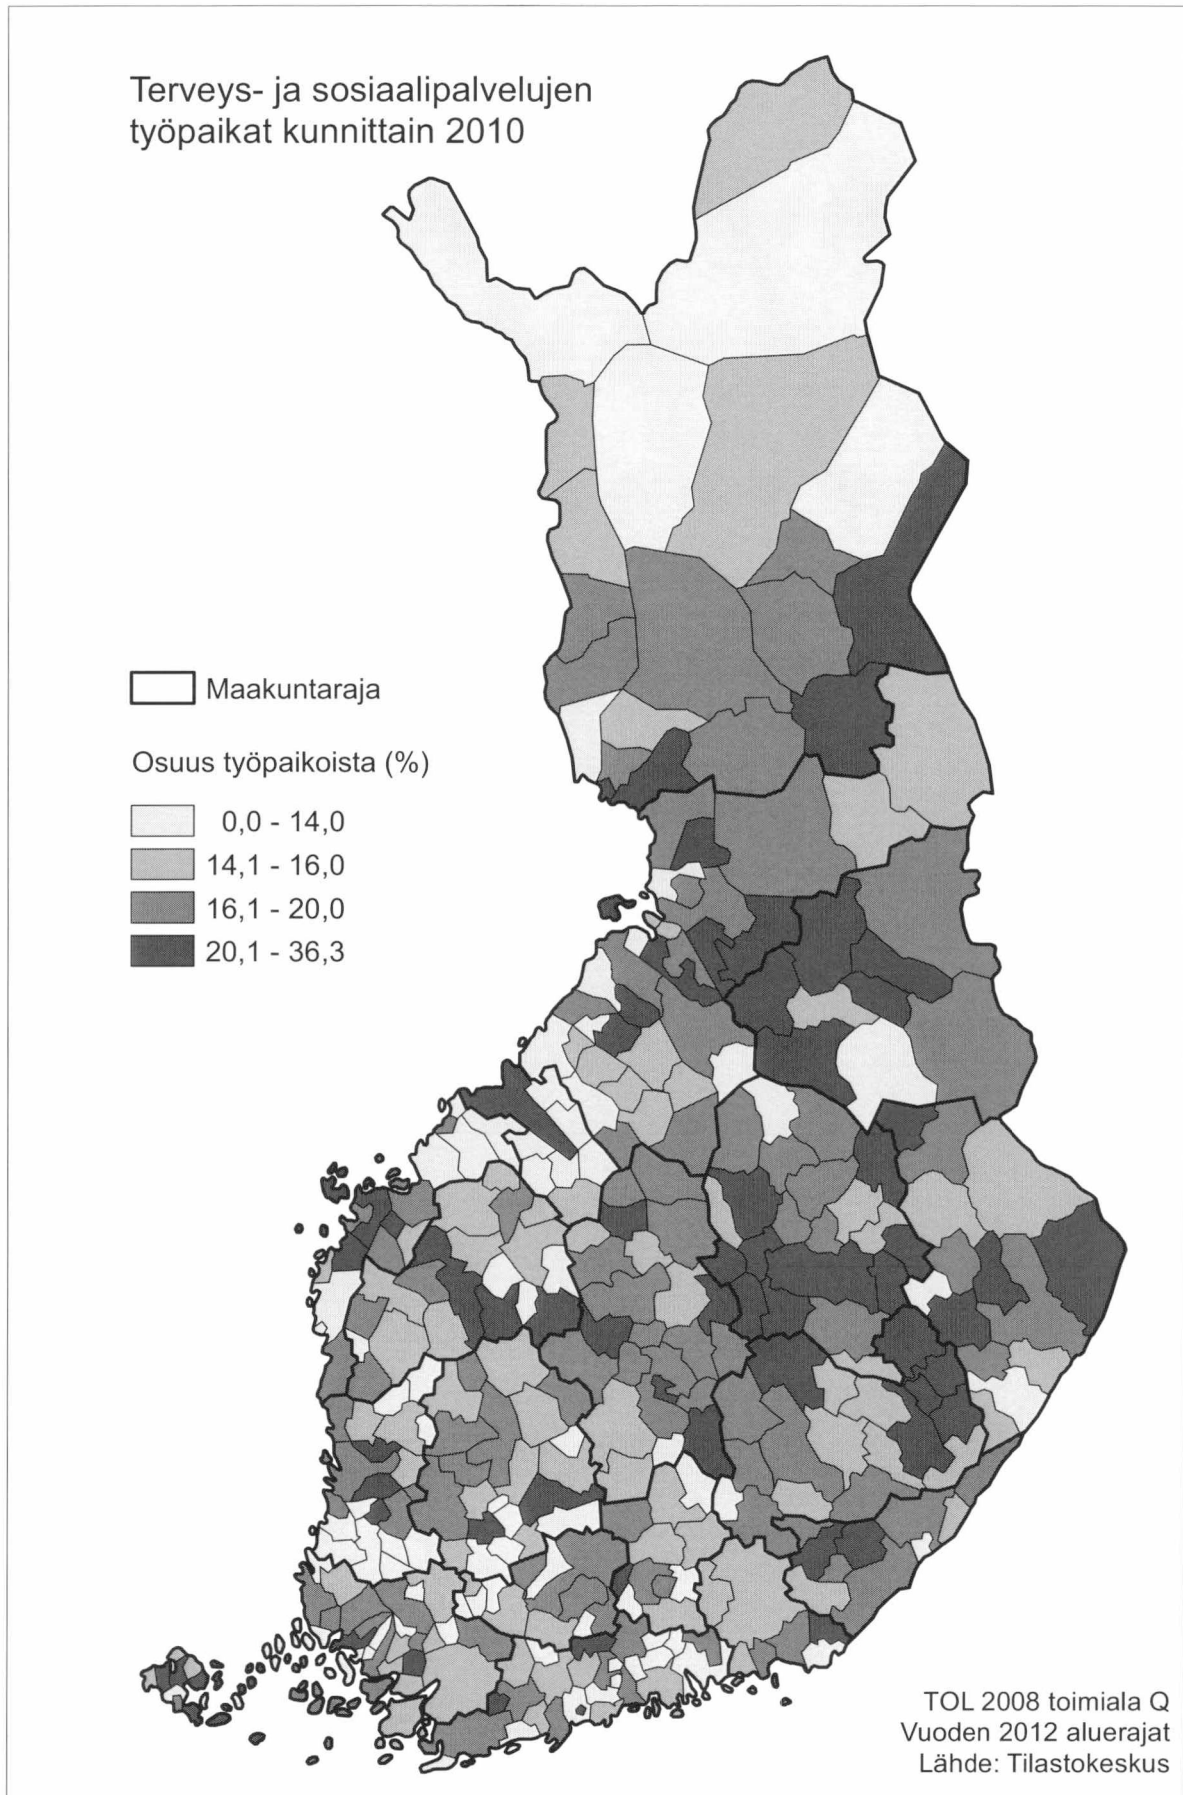 Terveys- ja sosiaalipalvelujen
työpaikat kunnittain 2010
Maakuntaraja
Osuus työpaikoista (%)
0,0 - 14,0
14,1 - 16,0
16,1 - 20,0
20,1 - 36,3
TOL 2008 toimiala Q
Vuoden 2012 aluerajat
Lähde: Tilastokeskus